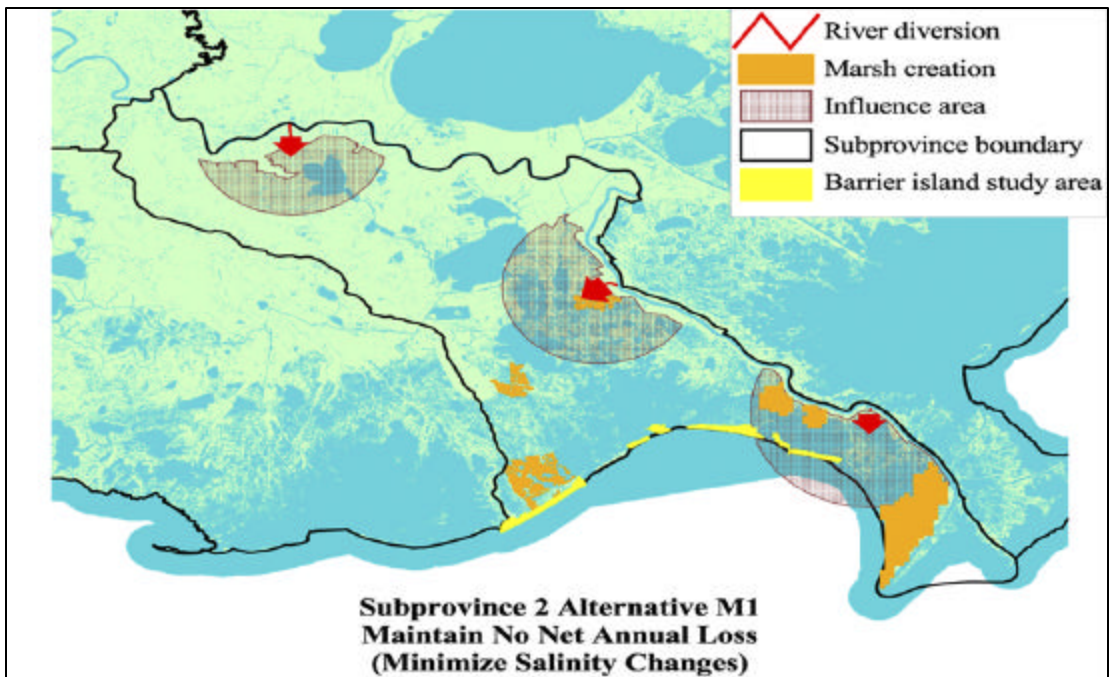 River diversion
Marsh creation
Influence area
Subprovince boundary
Barrier island study area
Subprovince 2 Alternative M1
Maintain No Net Annual Loss
(Minimize Salinity Changes)